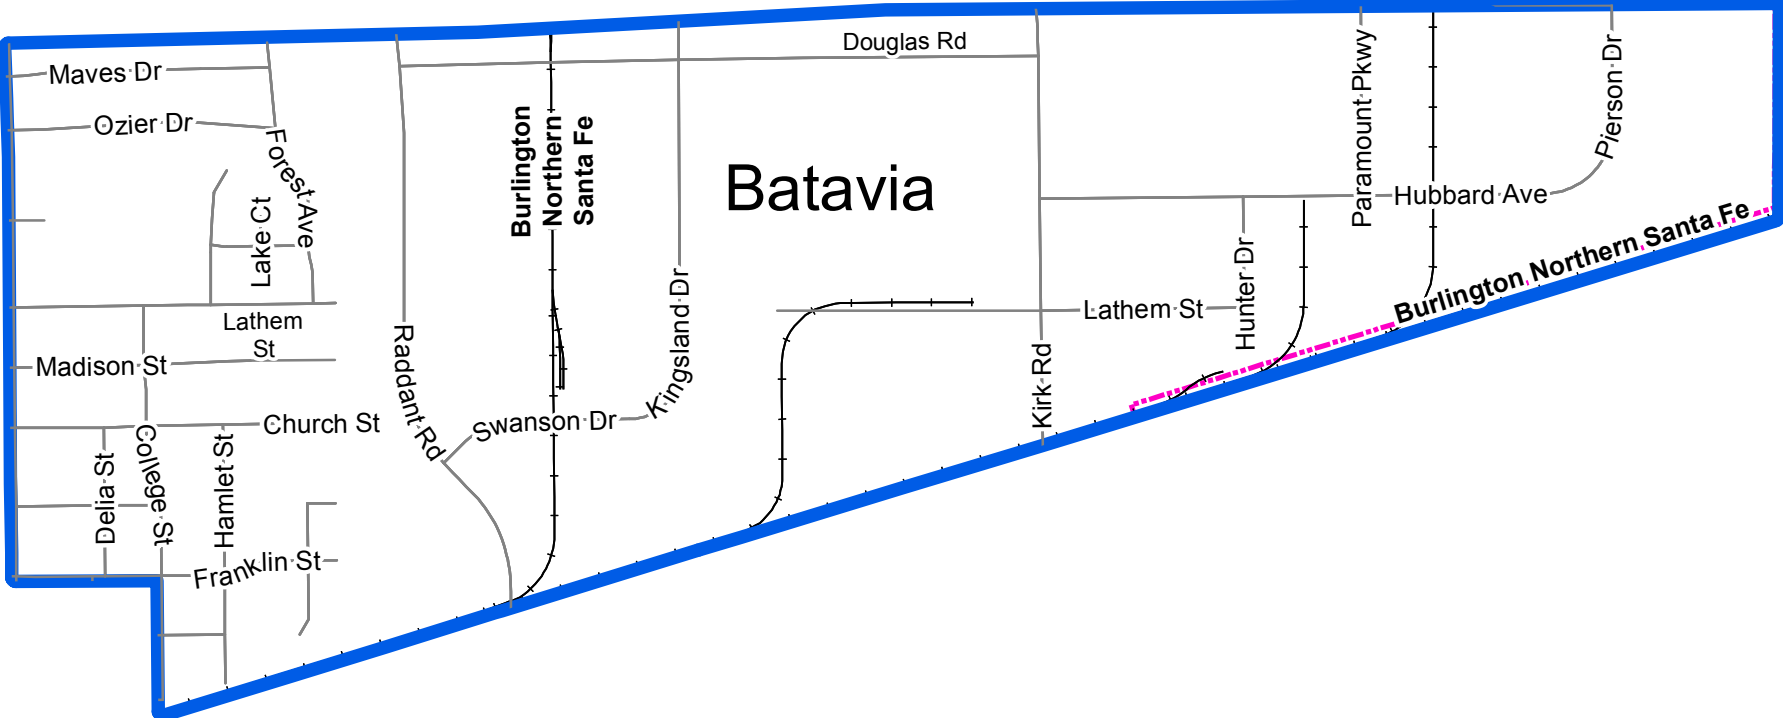 Douglas Rd
Maves Dr
Ozier Dr
Forest Ave
Burlington
Northern
Santa Fe
Batavia
Paramount Pkwy
Pierson Dr
Hubbard Ave
Lake Ct
Lathem
St
Madison St
Raddant Rd
Kingsland Dr
Swanson Dr
Kirk Rd
Lathem St
Hunter Dr
Burlington Northern Santa Fe
Church St
Delia St
College St
Hamlet St
Franklin St